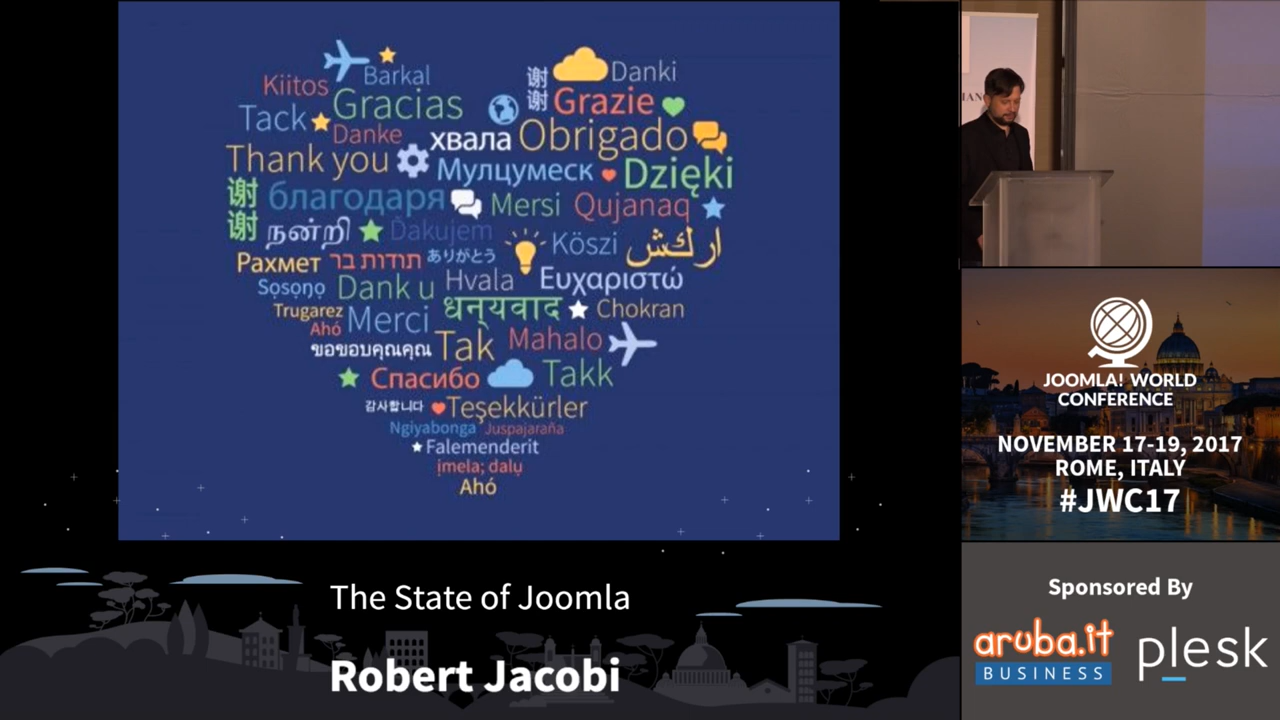 Barkal
Danki
Kiitos
谢谢
Gracias
Grazie
Tack
Danke
хвала
Obrigado
Thank you
Мулцумеск
Dzięki
谢谢
благодаря
Mersi
Qujanaq
நன்றி
Ďakujem
Köszi
Рахмет
תודות בר
ありがとう
Hvala
Ευχαριστώ
Sọsọŋọ
Dank u
धन्यवाद
Chokran
Trugarez
Merci
Ahó
ขอขอบคุณคุณ
Tak
Mahalo
Спасибо
Takk
감사합니다
Teşekkürler
Ngiyabonga
Juspajaraña
Falemenderit
ịmela; dalụ
Ahó
The State of Joomla
Robert Jacobi
JOOMLA! WORLD
CONFERENCE
NOVEMBER 17-19, 2017
ROME, ITALY
#JWC17
Sponsored By
aruba.it
BUSINESS
plesk